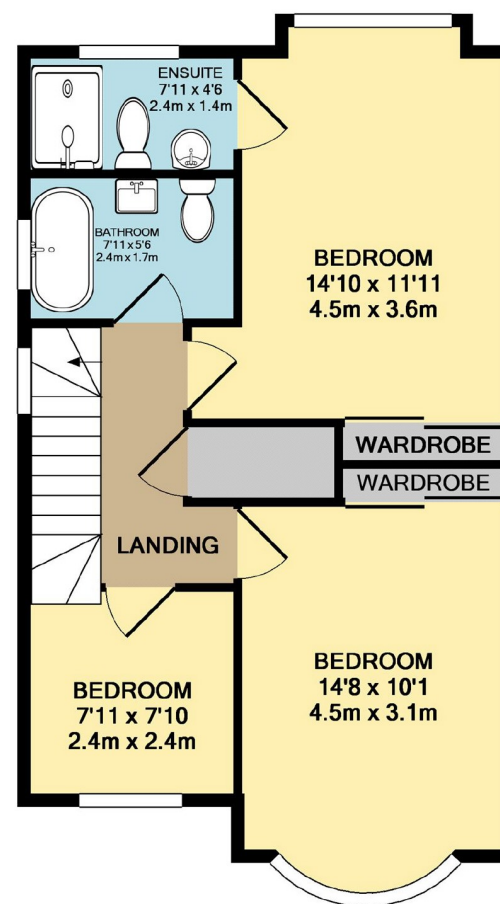 ENSUITE
7'11 x 4'6
2.4m x 1.4m
BATHROOM
7'11 x 5'6
2.4m x 1.7m
BEDROOM
14'10 x 11'11
4.5m x 3.6m
WARDROBE
WARDROBE
LANDING
BEDROOM
7'11 x 7'10
2.4m x 2.4m
BEDROOM
14'8 x 10'1
4.5m x 3.1m